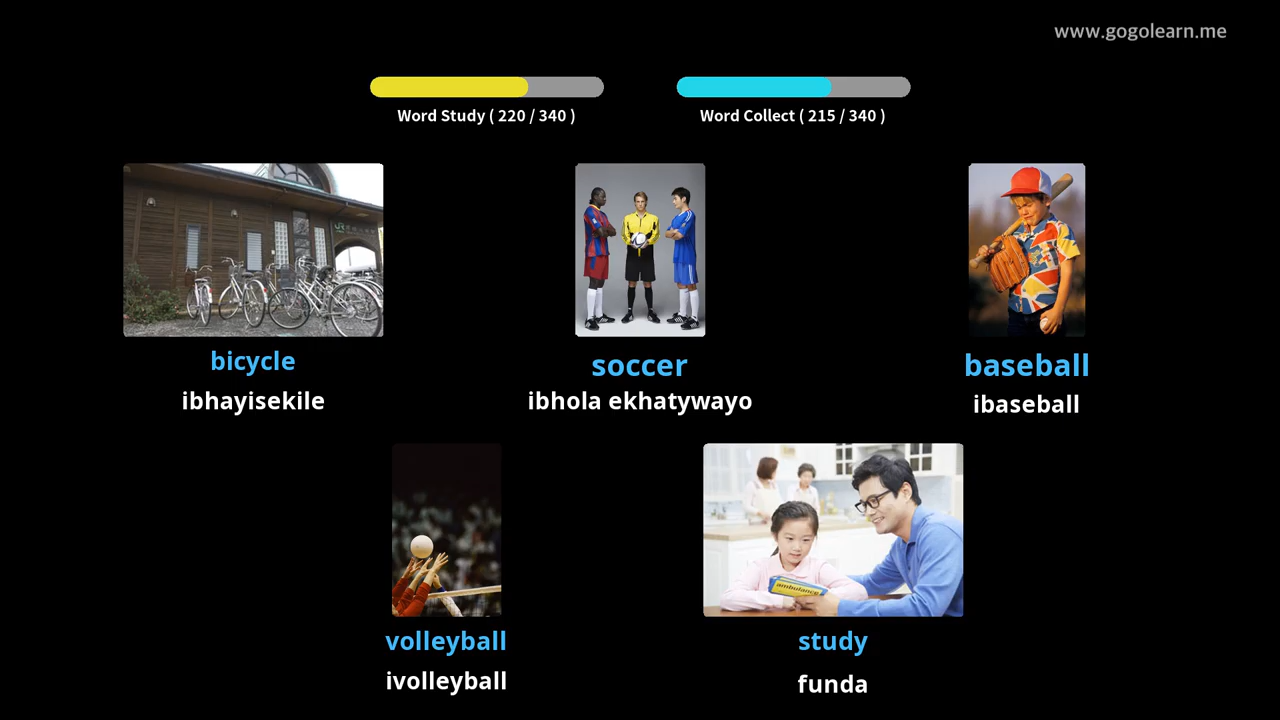 www.gogolearn.me
Word Study ( 220 / 340 )
Word Collect ( 215 / 340 )
bicycle
ibhayisekile
soccer
ibhola ekhatywayo
baseball
ibaseball
ambulance
volleyball
ivolleyball
study
funda